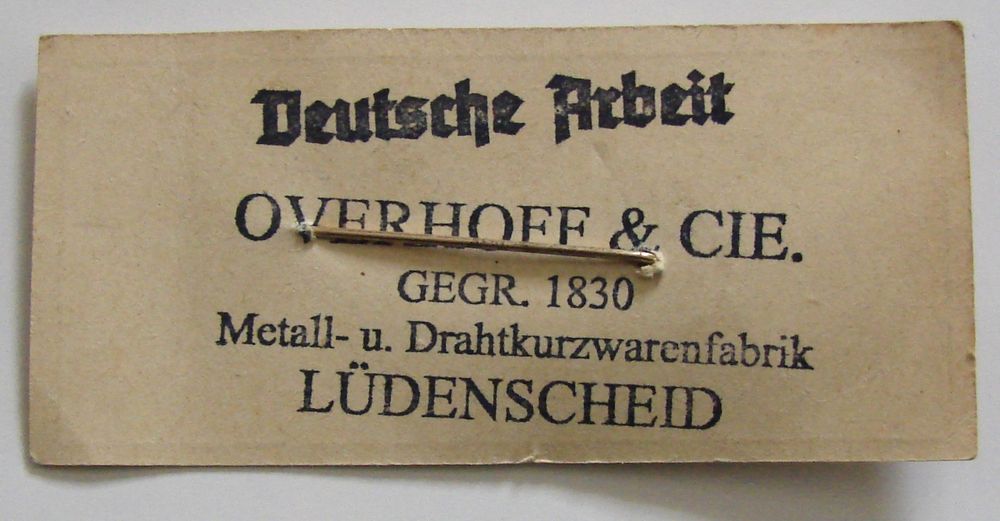 Deutsche Arbeit
OVERHOFF & CIE.
GEGR. 1830
Metall- u. Drahtkurzwarenfabrik
LÜDENSCHEID